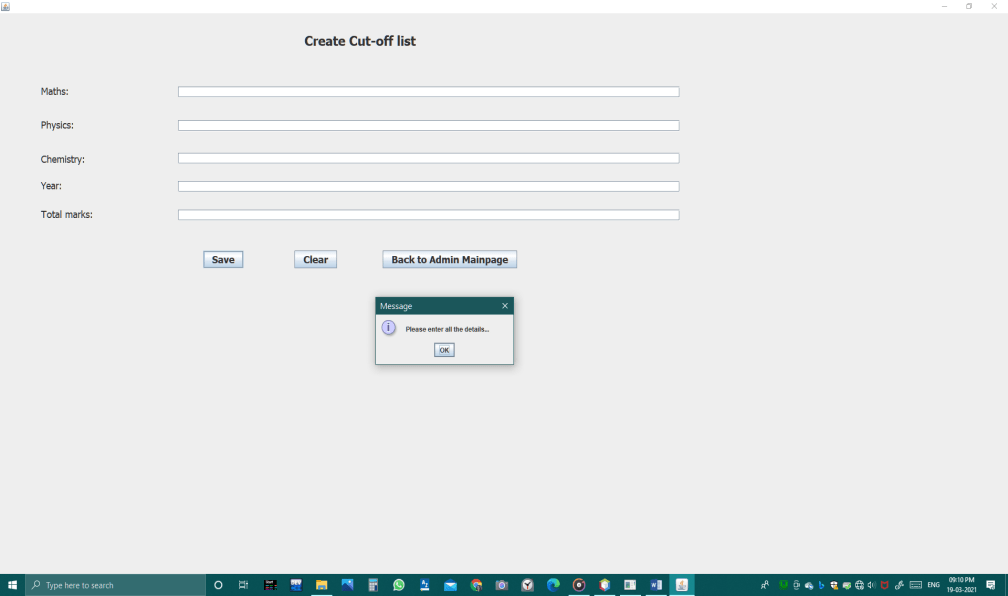 Create Cut-off list
Maths:
Physics:
Chemistry:
Year:
Total marks:
Save Clear Back to Admin Mainpage
Message
Please enter all the details...
OK
Type here to search
ENG
09:10 PM
19-03-2021